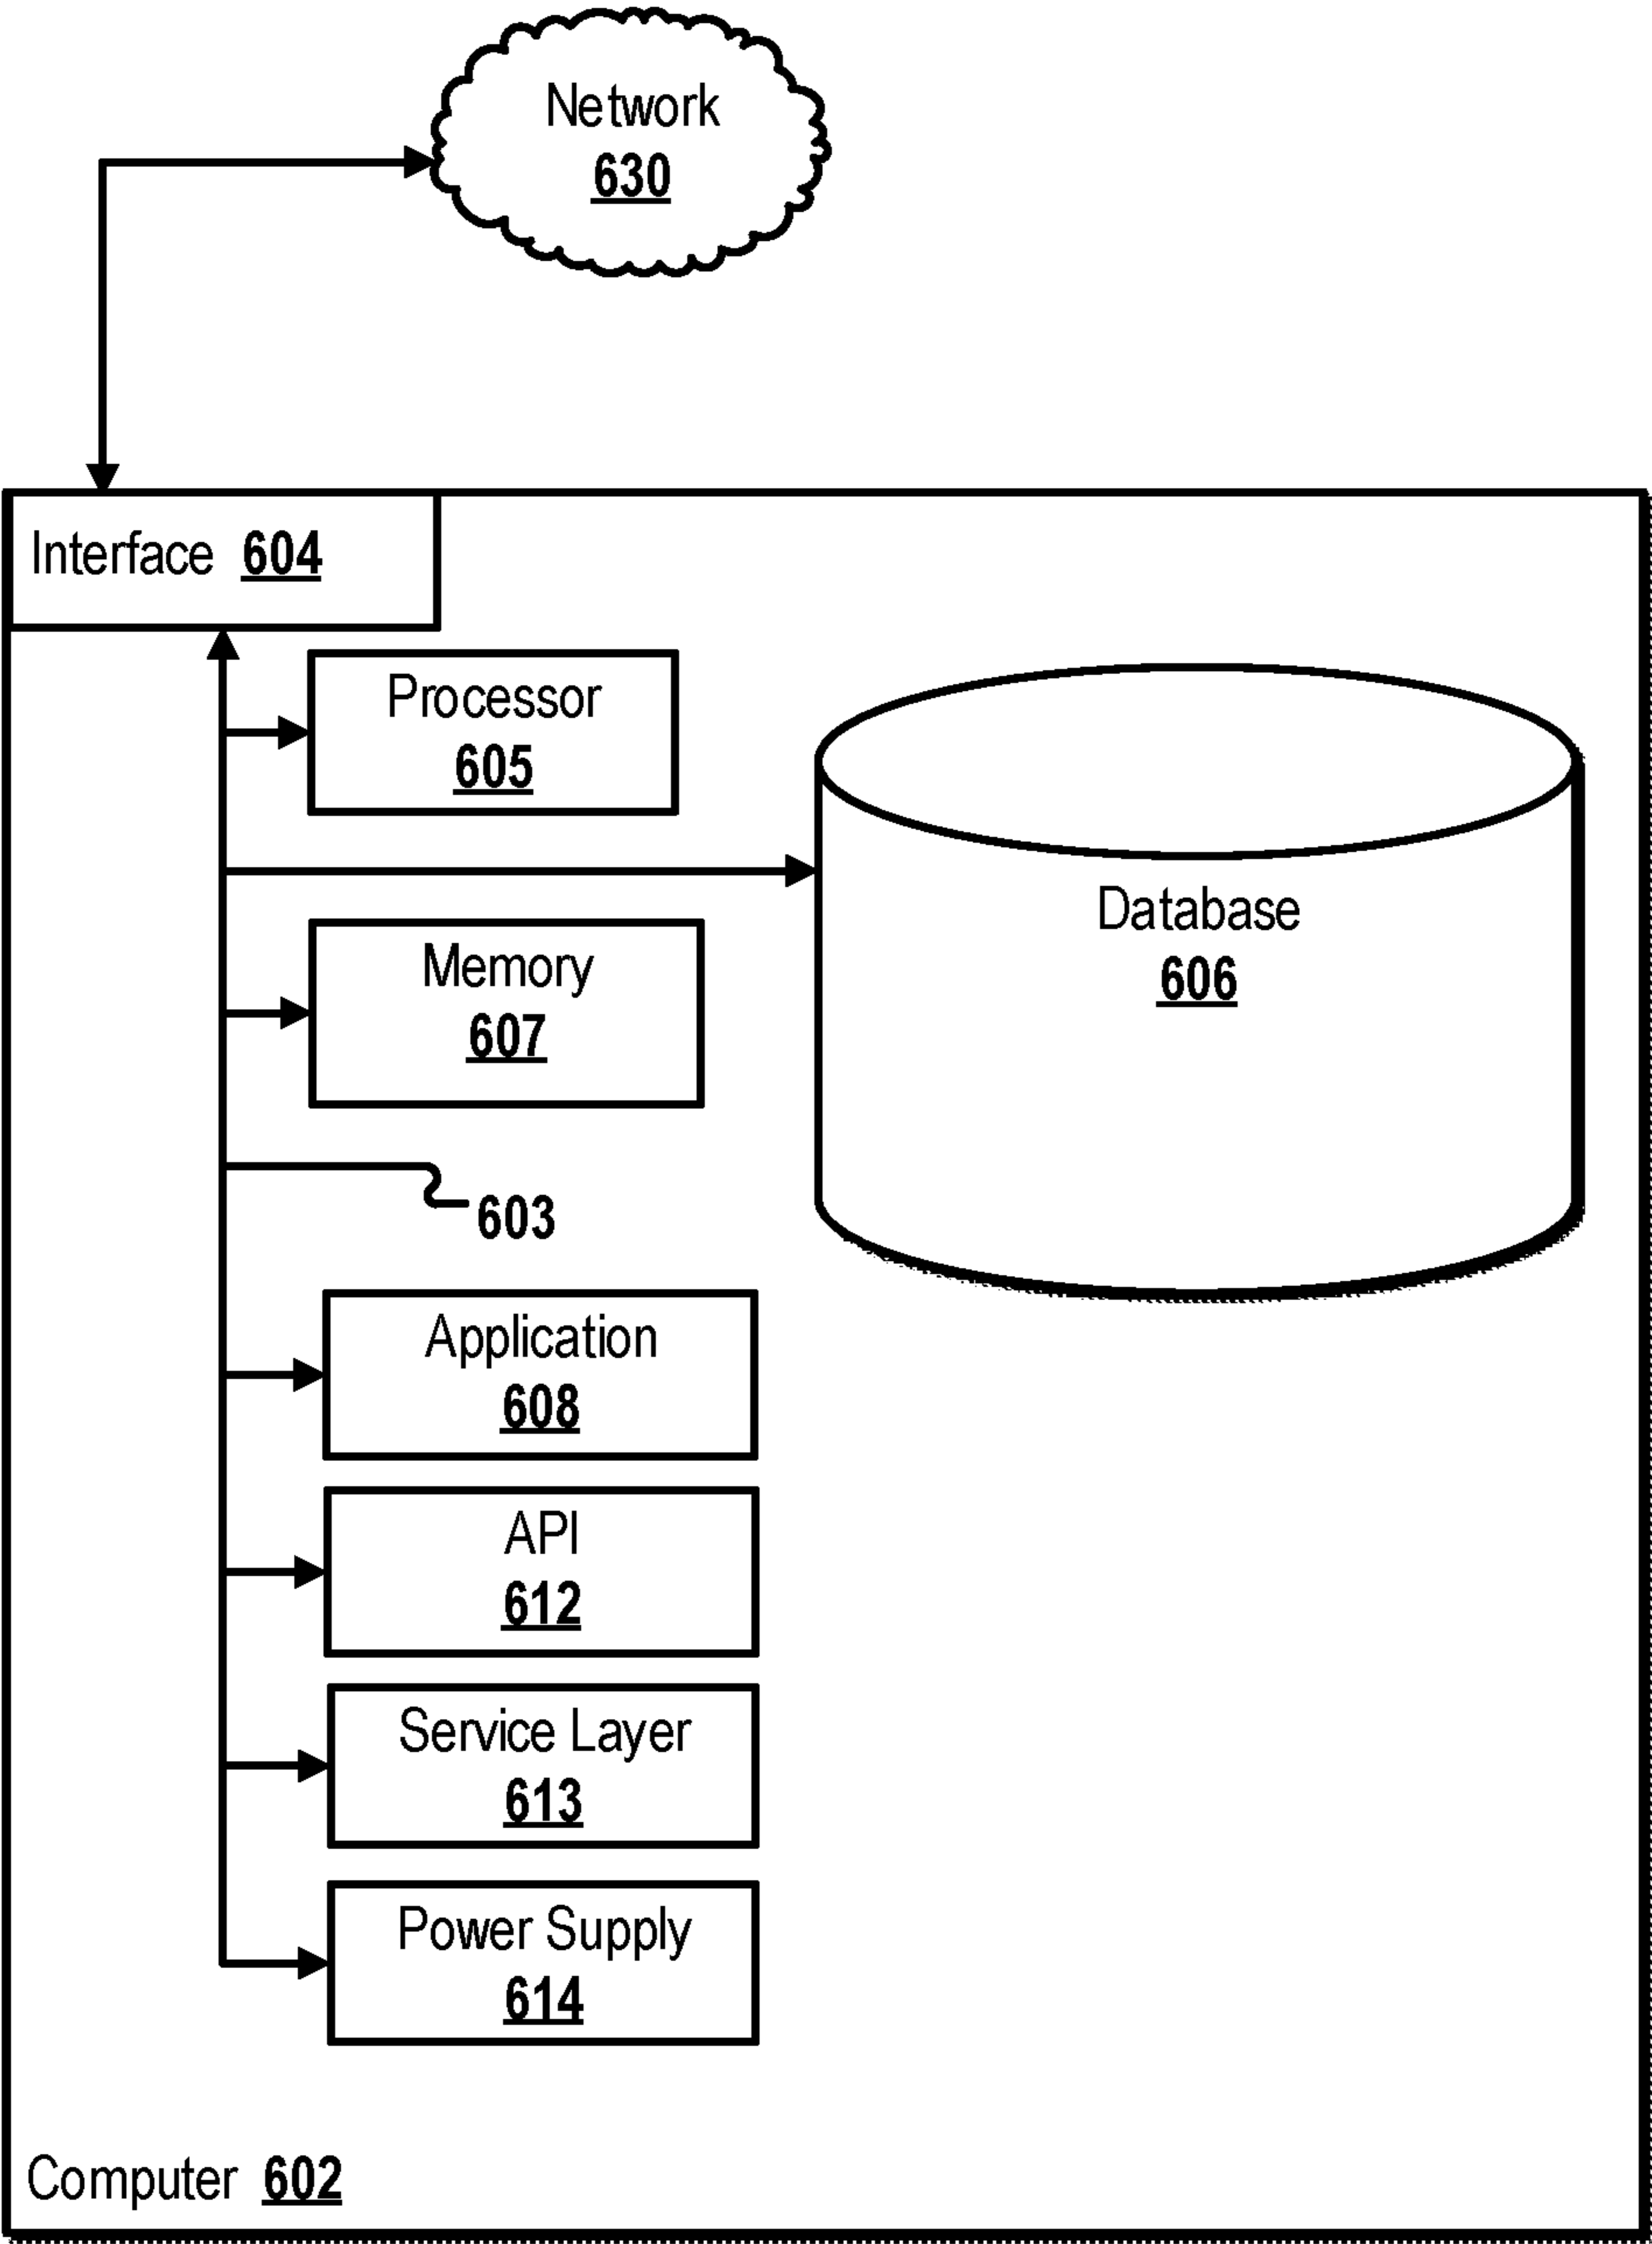 Network
630
Interface 604
Processor
605
Database
606
Memory
607
603
Application
608
API
612
Service Layer
613
Power Supply
614
Computer 602